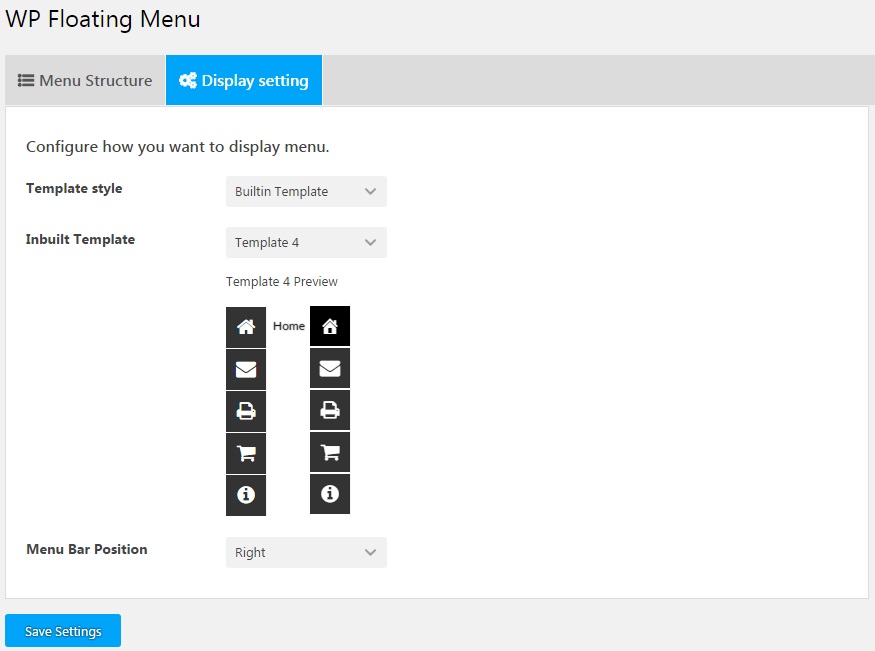 WP Floating Menu
Menu Structure
Display setting
Configure how you want to display menu.
Template style
Builtin Template
Inbuilt Template
Template 4
Template 4 Preview
Home
Menu Bar Position
Right
Save Settings